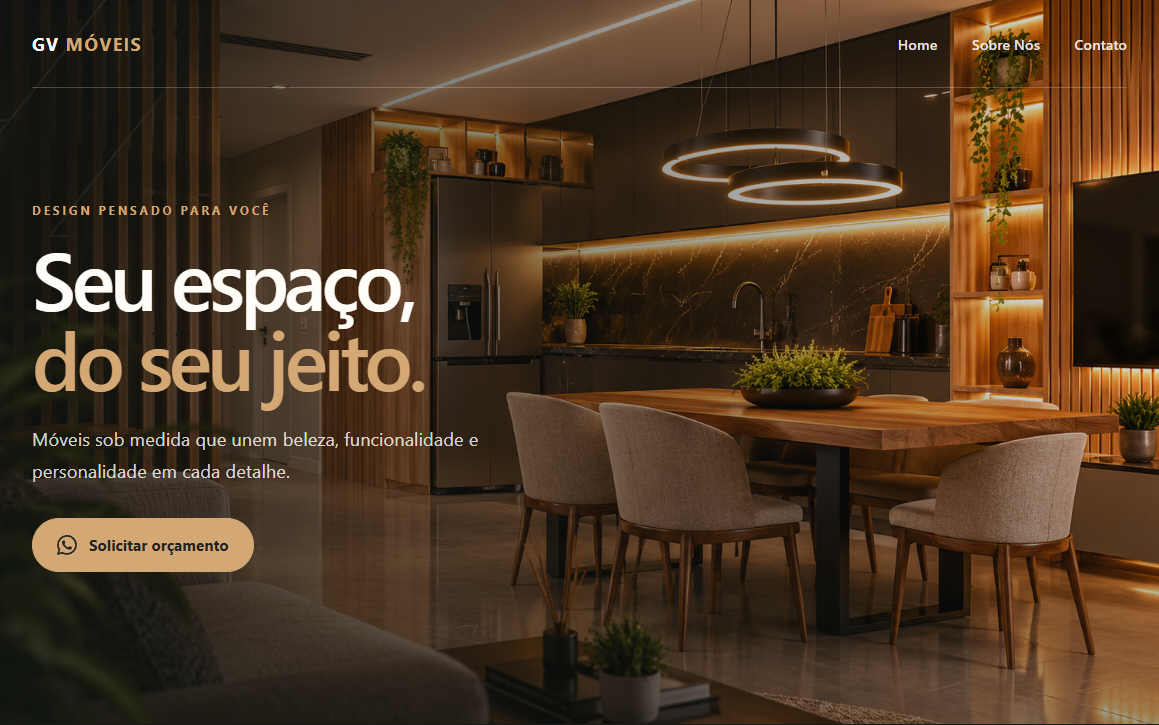 GV MÓVEIS
Home
Sobre Nós
Contato
DESIGN PENSADO PARA VOCÊ
Seu espaço,
do seu jeito.
Móveis sob medida que unem beleza, funcionalidade e
personalidade em cada detalhe.
Solicitar orçamento